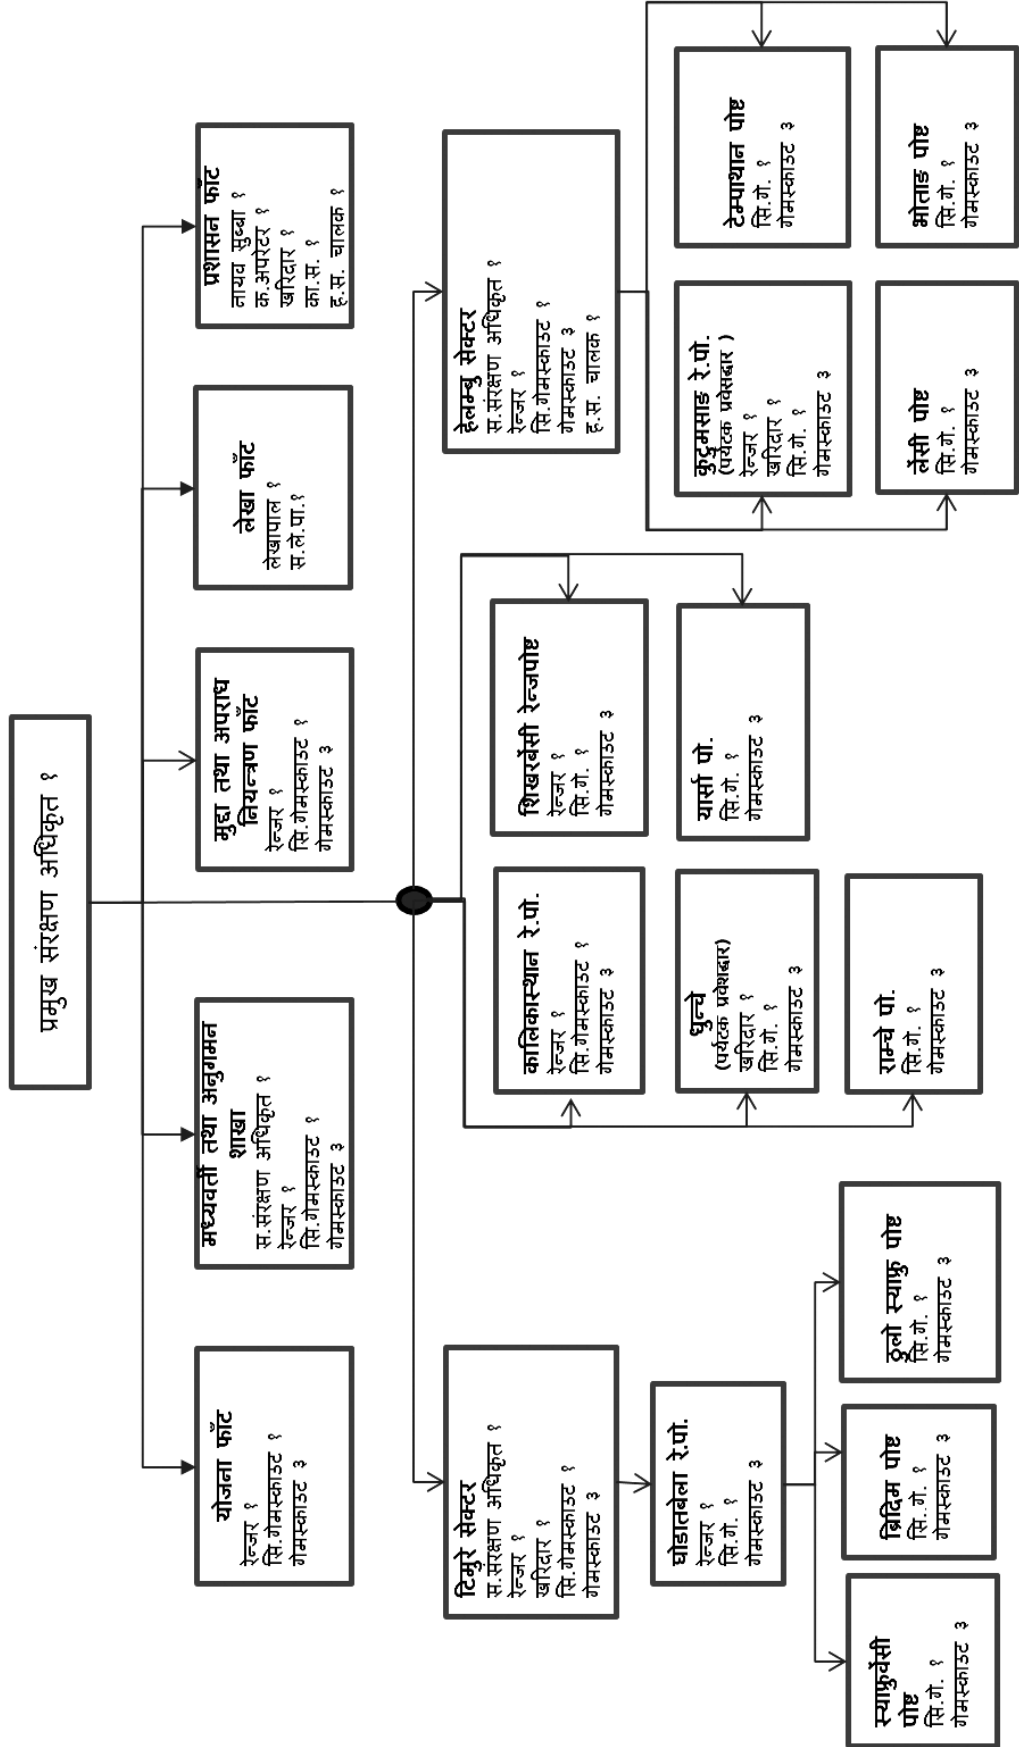 प्रमुख संरक्षण अधिकृत १
योजना फाँट
रेन्जर १
सि.गेमस्काउट १
गेमस्काउट ३
मध्यवर्ती तथा अनुगमन
शाखा
स.संरक्षण अधिकृत १
रेन्जर १
सि.गेमस्काउट १
गेमस्काउट ३
मुद्दा तथा अपराध
नियन्त्रण फाँट
रेन्जर १
सि.गेमस्काउट १
गेमस्काउट ३
लेखा फाँट
लेखापाल १
स.ले.पा.१
प्रशासन फाँट
नायव सुब्बा १
क.अपरेटर १
खरिदार १
का.स. १
ह.स. चालक १
टिमुरे सेक्टर
स.संरक्षण अधिकृत १
रेन्जर १
खरिदार १
सि.गेमस्काउट १
गेमस्काउट ३
हेलम्बु सेक्टर
स.संरक्षण अधिकृत १
रेन्जर १
सि.गेमस्काउट १
गेमस्काउट ३
ह.स. चालक १
घोडातबेला रे.पो.
रेन्जर १
सि.गे. १
गेमस्काउट ३
स्याफ्रुवेंसी
पोष्ट
सि.गे. १
गेमस्काउट ३
ब्रिदिम पोष्ट
सि..गे. १
गेमस्काउट ३
ठूलो स्याफ्रु पोष्ट
सि.गे. १
गेमस्काउट ३
कालिकास्थान रे.पो.
रेन्जर १
सि.गेमस्काउट १
गेमस्काउट ३
धुन्चे
(पर्यटक प्रवेशद्वार)
खरिदार १
सि.गे. १
गेमस्काउट ३
राम्चे पो.
सि.गे. १
गेमस्काउट ३
शिखरबेंसी रेन्जपोष्ट
रेन्जर १
सि.गे. १
गेमस्काउट ३
यार्सा पो.
सि.गे. १
गेमस्काउट ३
कुटुमसाङ रे.पो.
(पर्यटक प्रवेसद्वार )
रेन्जर १
खरिदार १
सि.गे. १
गेमस्काउट ३
लेंसी पोष्ट
सि.गे. १
गेमस्काउट ३
टेम्पाथान पोष्ट
सि.गे. १
गेमस्काउट ३
भोताङ पोष्ट
सि.गे. १
गेमस्काउट ३